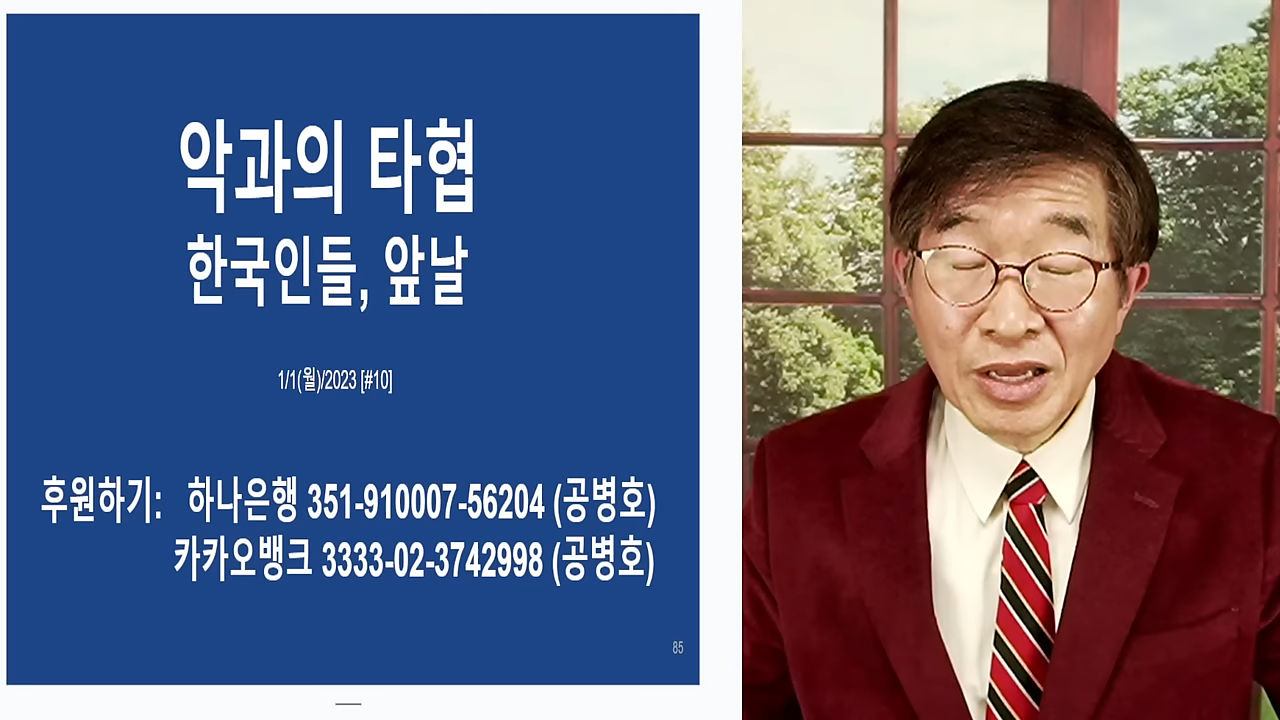 악과의 타협
한국인들, 앞날
1/1(월)/2023 [#10]
후원하기: 하나은행 351-910007-56204 (공병호)
카카오뱅크 3333-02-3742998 (공병호)
85